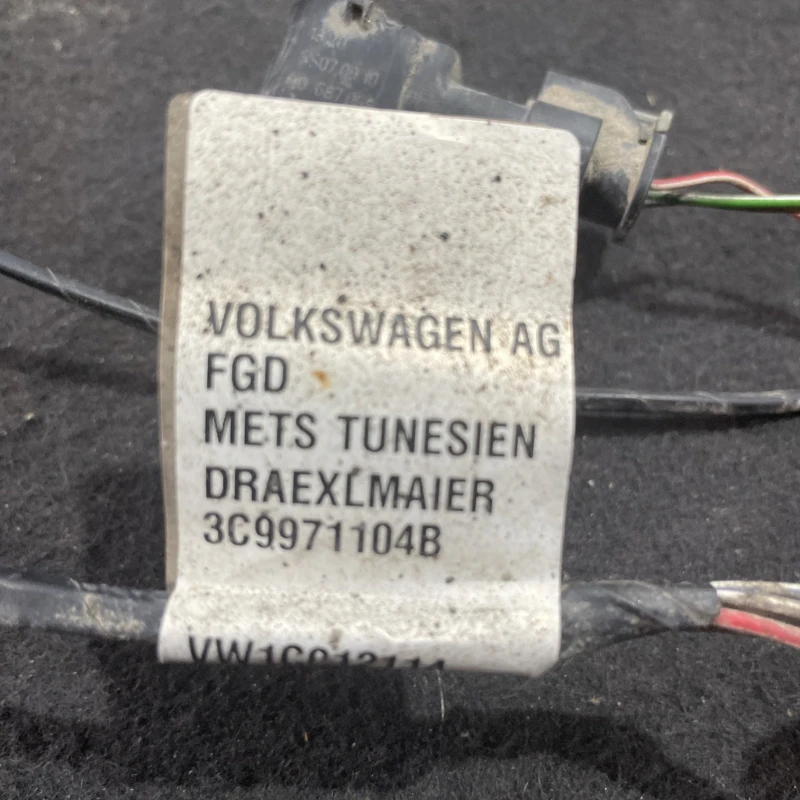 VOLKSWAGEN AG
FGD
METS TUNESIEN
DRAEXLMAIER
3C9971104B